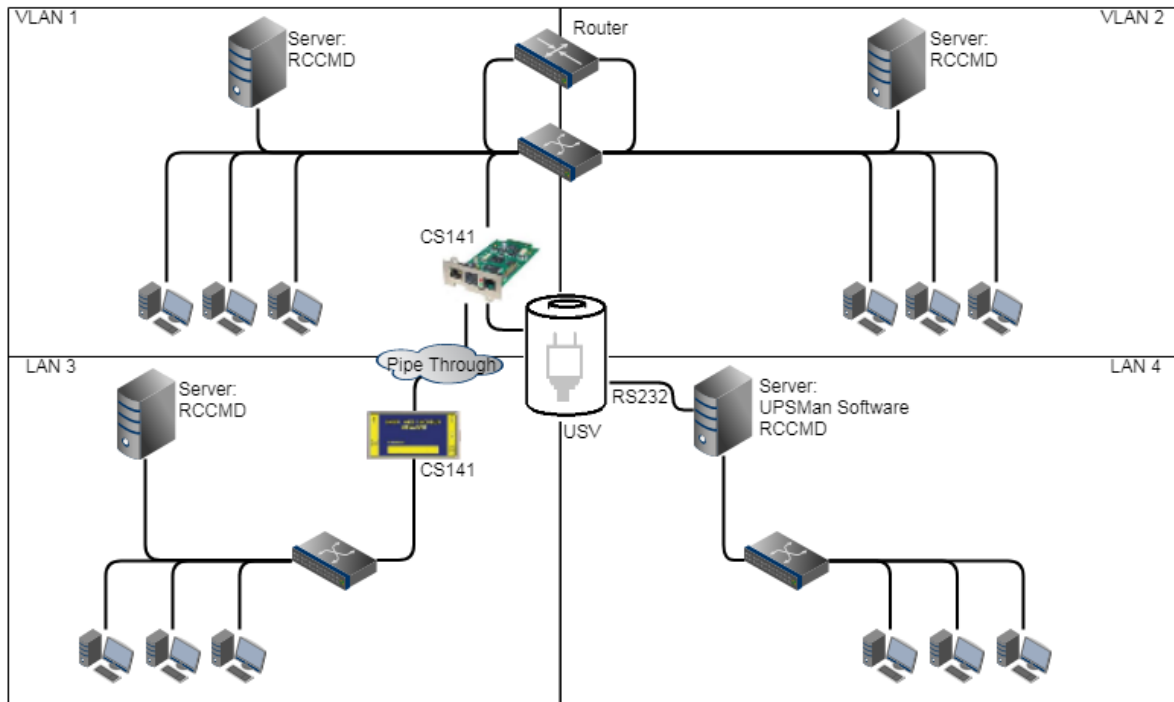 VLAN 1
VLAN 2
Router
Server:
RCCMD
Server:
RCCMD
CS141
LAN 3
Pipe Through
LAN 4
Server:
RCCMD
Server:
UPSMan Software
RCCMD
RS232
USV
CS141